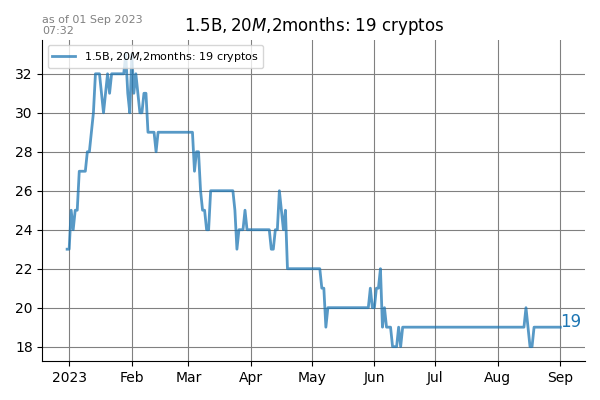 as of 01 Sep 2023
07:32
1.5B, 20M,2months: 19 cryptos
1.5B, 20M,2months: 19 cryptos
32
30
28
26
24
22
20
18
19
2023 Feb Mar Apr May Jun Jul Aug Sep